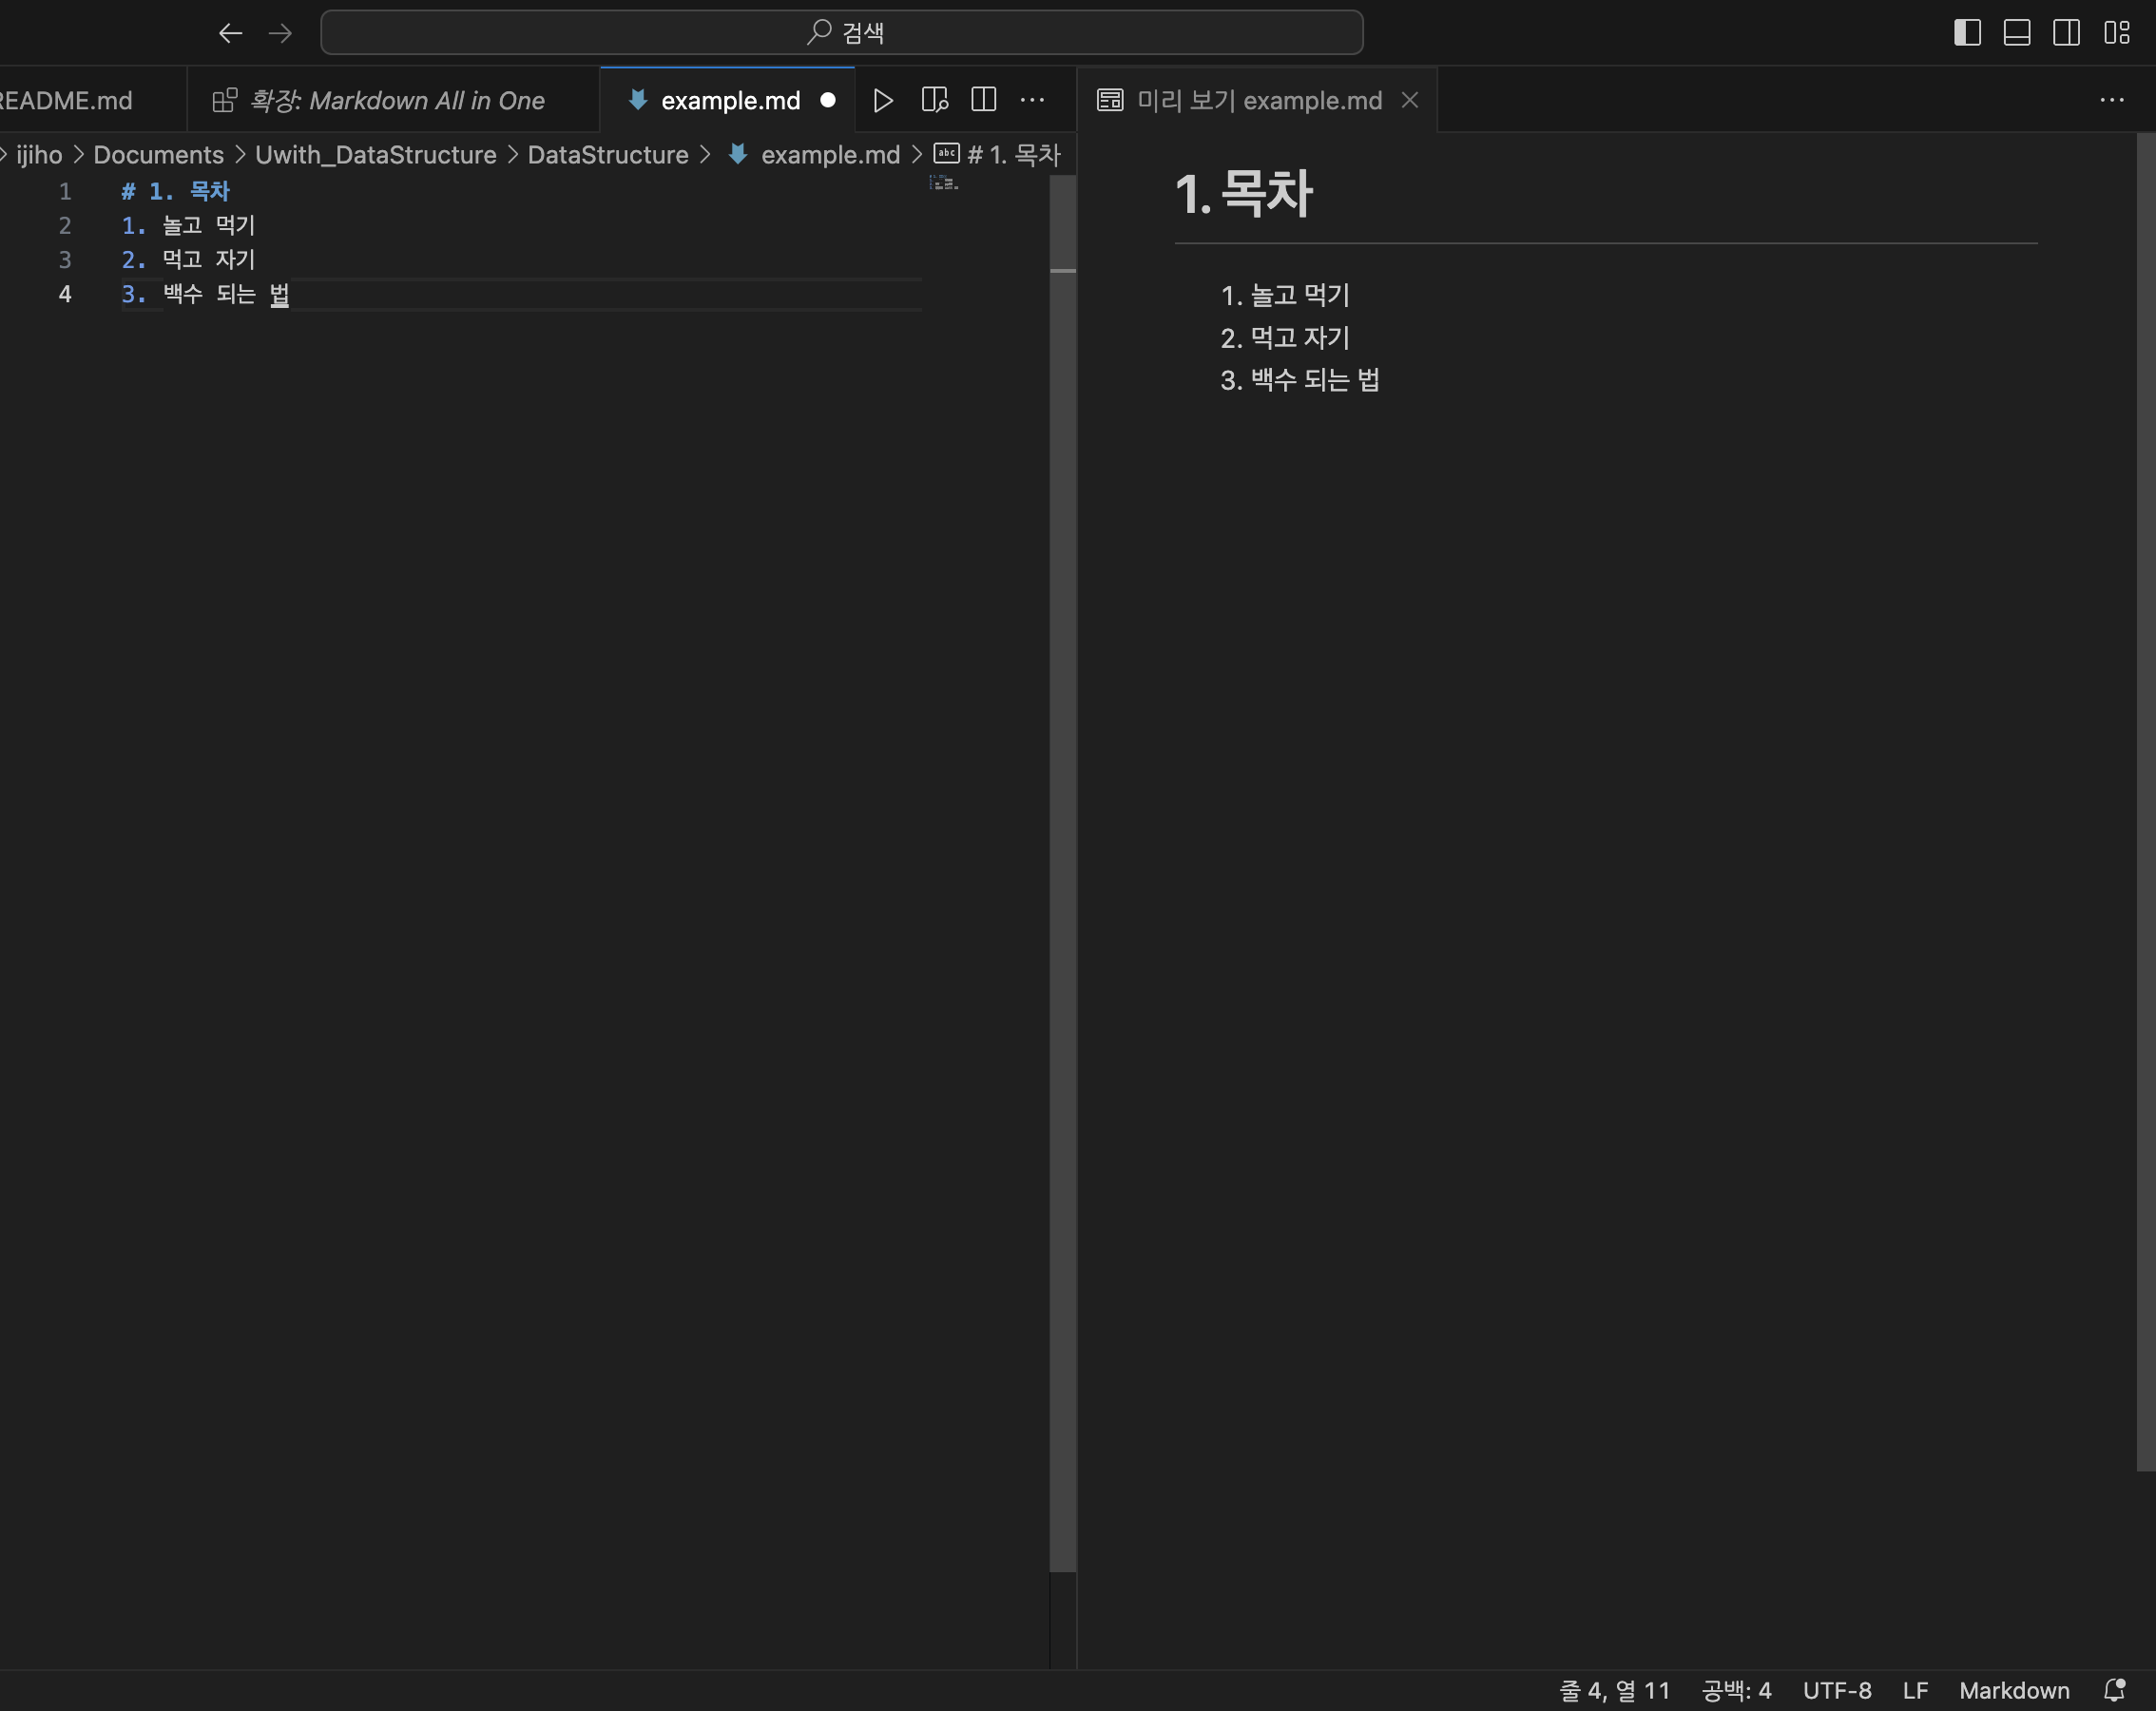 검색
README.md
확장: Markdown All in One
example.md
미리 보기 example.md
ijiho > Documents > Uwith_DataStructure > DataStructure > example.md > abc # 1. 목차
1 # 1. 목차
2 1. 놀고 먹기
3 2. 먹고 자기
4 3. 백수 되는 법
1. 목차
1. 놀고 먹기
2. 먹고 자기
3. 백수 되는 법
줄 4, 열 11 공백: 4 UTF-8 LF Markdown